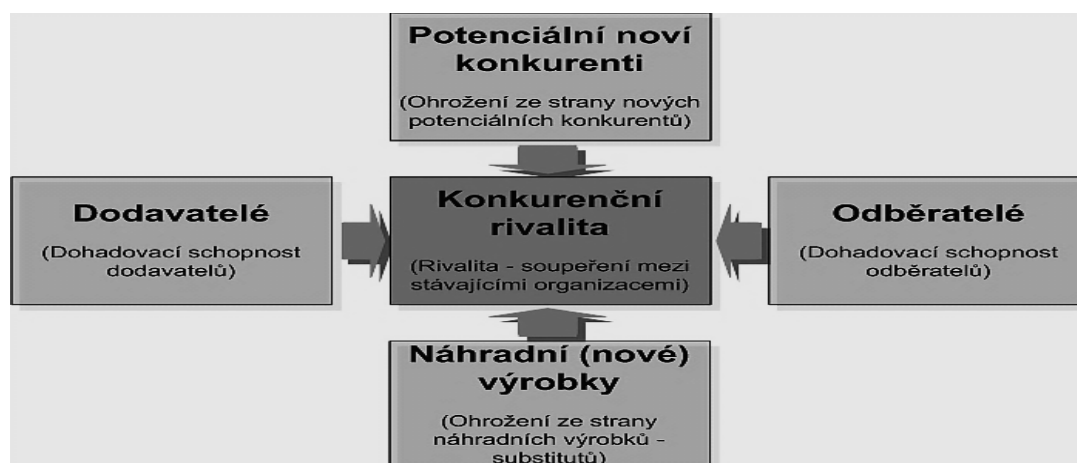 Potenciální noví
konkurenti
(Ohrožení ze strany nových
potenciálních konkurentů)
Dodavatelé
(Dohadovací schopnost
dodavatelů)
Konkurenční
rivalita
(Rivalita - soupeření mezi
stávajícími organizacemi)
Odběratelé
(Dohadovací schopnost
odběratelů)
Náhradní (nové)
výrobky
(Ohrožení ze strany
náhradních výrobků -
substitutů)